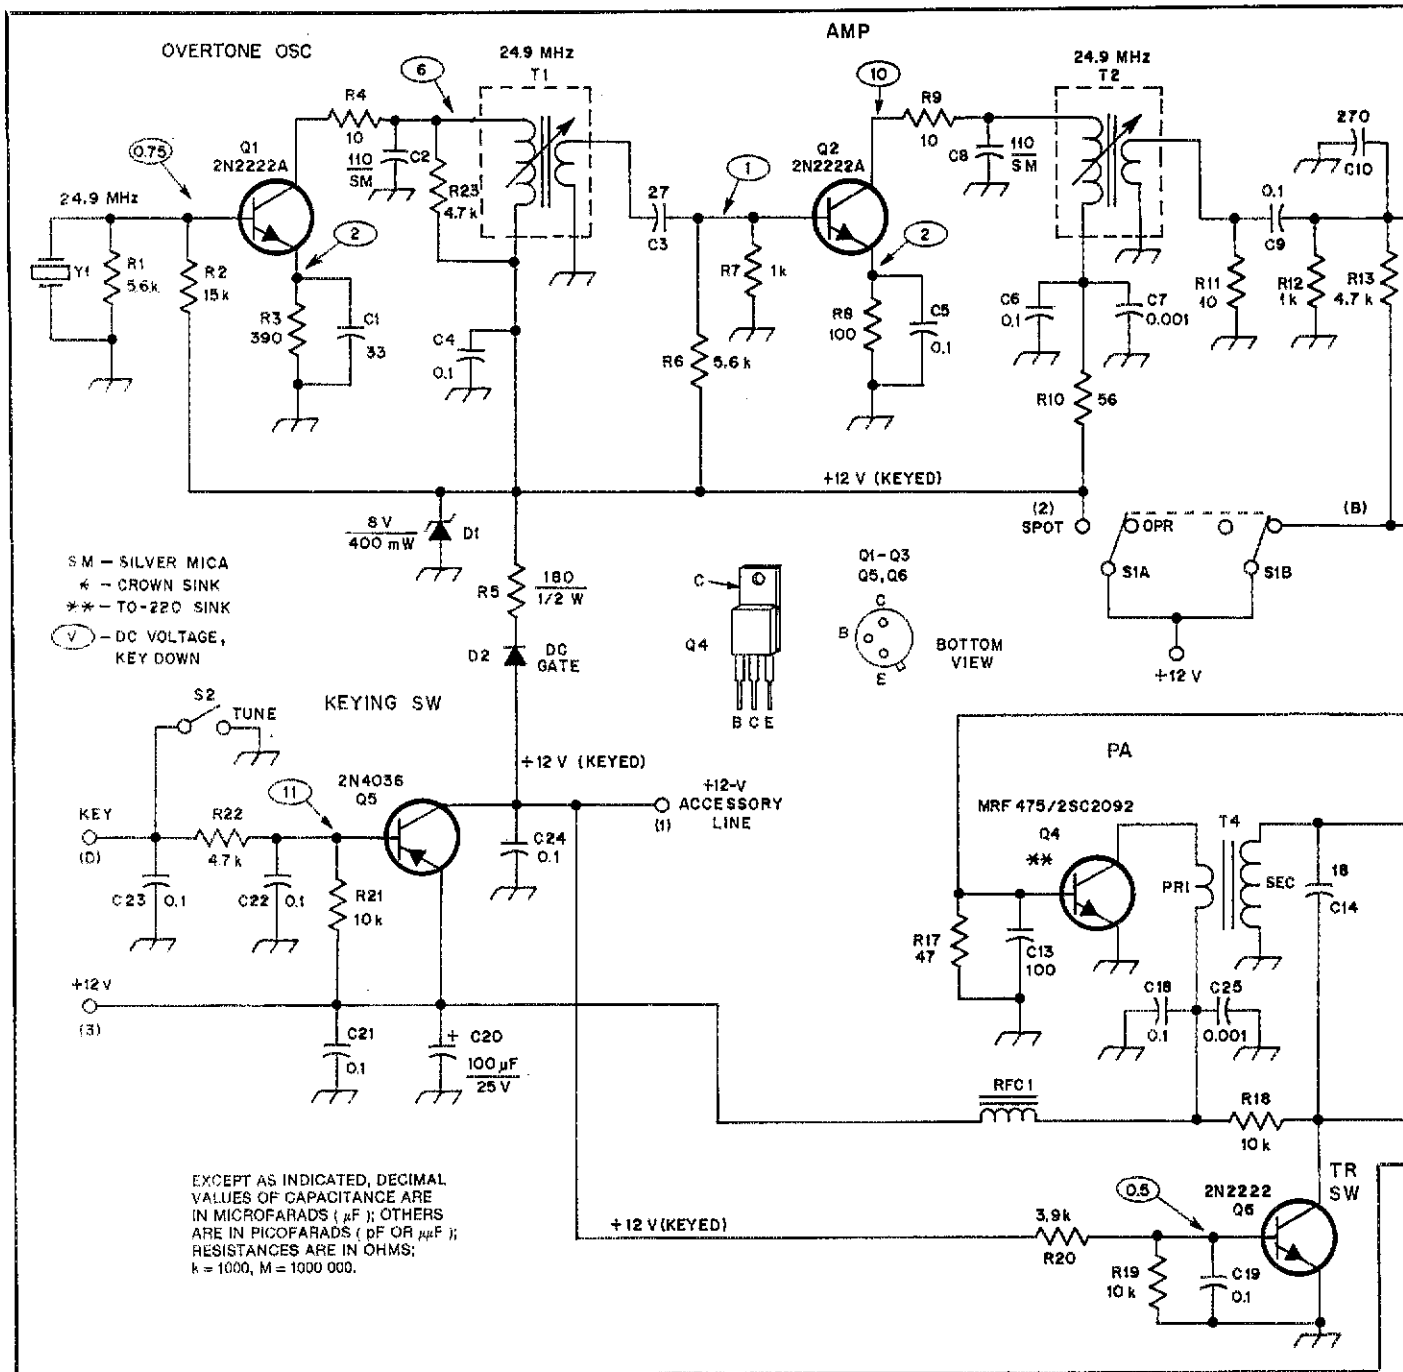 OVERTONE OSC
AMP
24.9 MHz
T1
24.9 MHz
T2
6
10
R4
10
R9
10
270
C10
0.75
Q1
2N2222A
110
SM
C2
Q2
2N2222A
C8
110
SM
24.9 MHz
R23
4.7 k
27
C3
1
0.1
C9
2
2
Y1
R1
5.6 k
R2
15 k
R7
1k
R11
10
R12
1k
R13
4.7 k
R3
390
C1
33
C4
0.1
R6
5.6 k
R8
100
C5
0.1
C6
0.1
C7
0.001
R10
56
+12 V (KEYED)
8 V
400 mW
D1
(2)
SPOT
OPR
(B)
S1A
S1B
+12 V
SM – SILVER MICA
* – CROWN SINK
** – TO-220 SINK
V – DC VOLTAGE,
KEY DOWN
R5
180
1/2 W
C
Q4
B C E
Q1-Q3
Q5,Q6
C
B
E
BOTTOM
VIEW
D2
DC
GATE
S2
TUNE
KEYING SW
PA
+12 V (KEYED)
+12-V
ACCESSORY
LINE
(1)
KEY
(D)
R22
4.7 k
11
2N4036
Q5
C24
0.1
MRF 475/2SC2092
Q4
**
T4
PRI
SEC
18
C14
C23
0.1
C22
0.1
R21
10 k
R17
47
C13
100
+12 V
(3)
C21
0.1
+
C20
100 µF
25 V
C18
0.1
C25
0.001
RFC1
R18
10 k
EXCEPT AS INDICATED, DECIMAL
VALUES OF CAPACITANCE ARE
IN MICROFARADS ( µF ); OTHERS
ARE IN PICOFARADS ( pF OR µµF );
RESISTANCES ARE IN OHMS;
k = 1000, M = 1000 000.
TR
SW
0.5
2N2222
Q6
+12 V (KEYED)
3.9k
R20
R19
10 k
C19
0.1